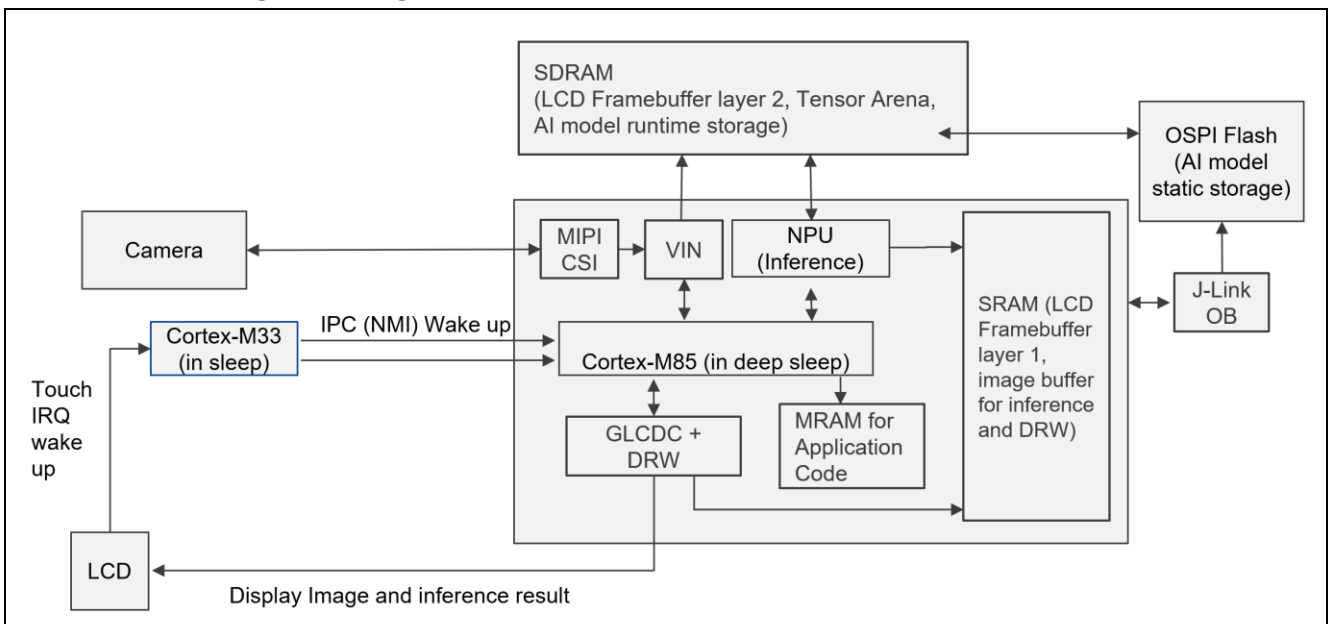 SDRAM
(LCD Framebuffer layer 2, Tensor Arena,
AI model runtime storage)
OSPI Flash
(AI model
static storage)
Camera
MIPI
CSI
VIN
NPU
(Inference)
SRAM (LCD
Framebuffer
layer 1,
image buffer
for inference
and DRW)
J-Link
OB
Cortex-M33
(in sleep)
IPC (NMI) Wake up
Cortex-M85 (in deep sleep)
Touch
IRQ
wake
up
GLCDC +
DRW
MRAM for
Application
Code
LCD
Display Image and inference result